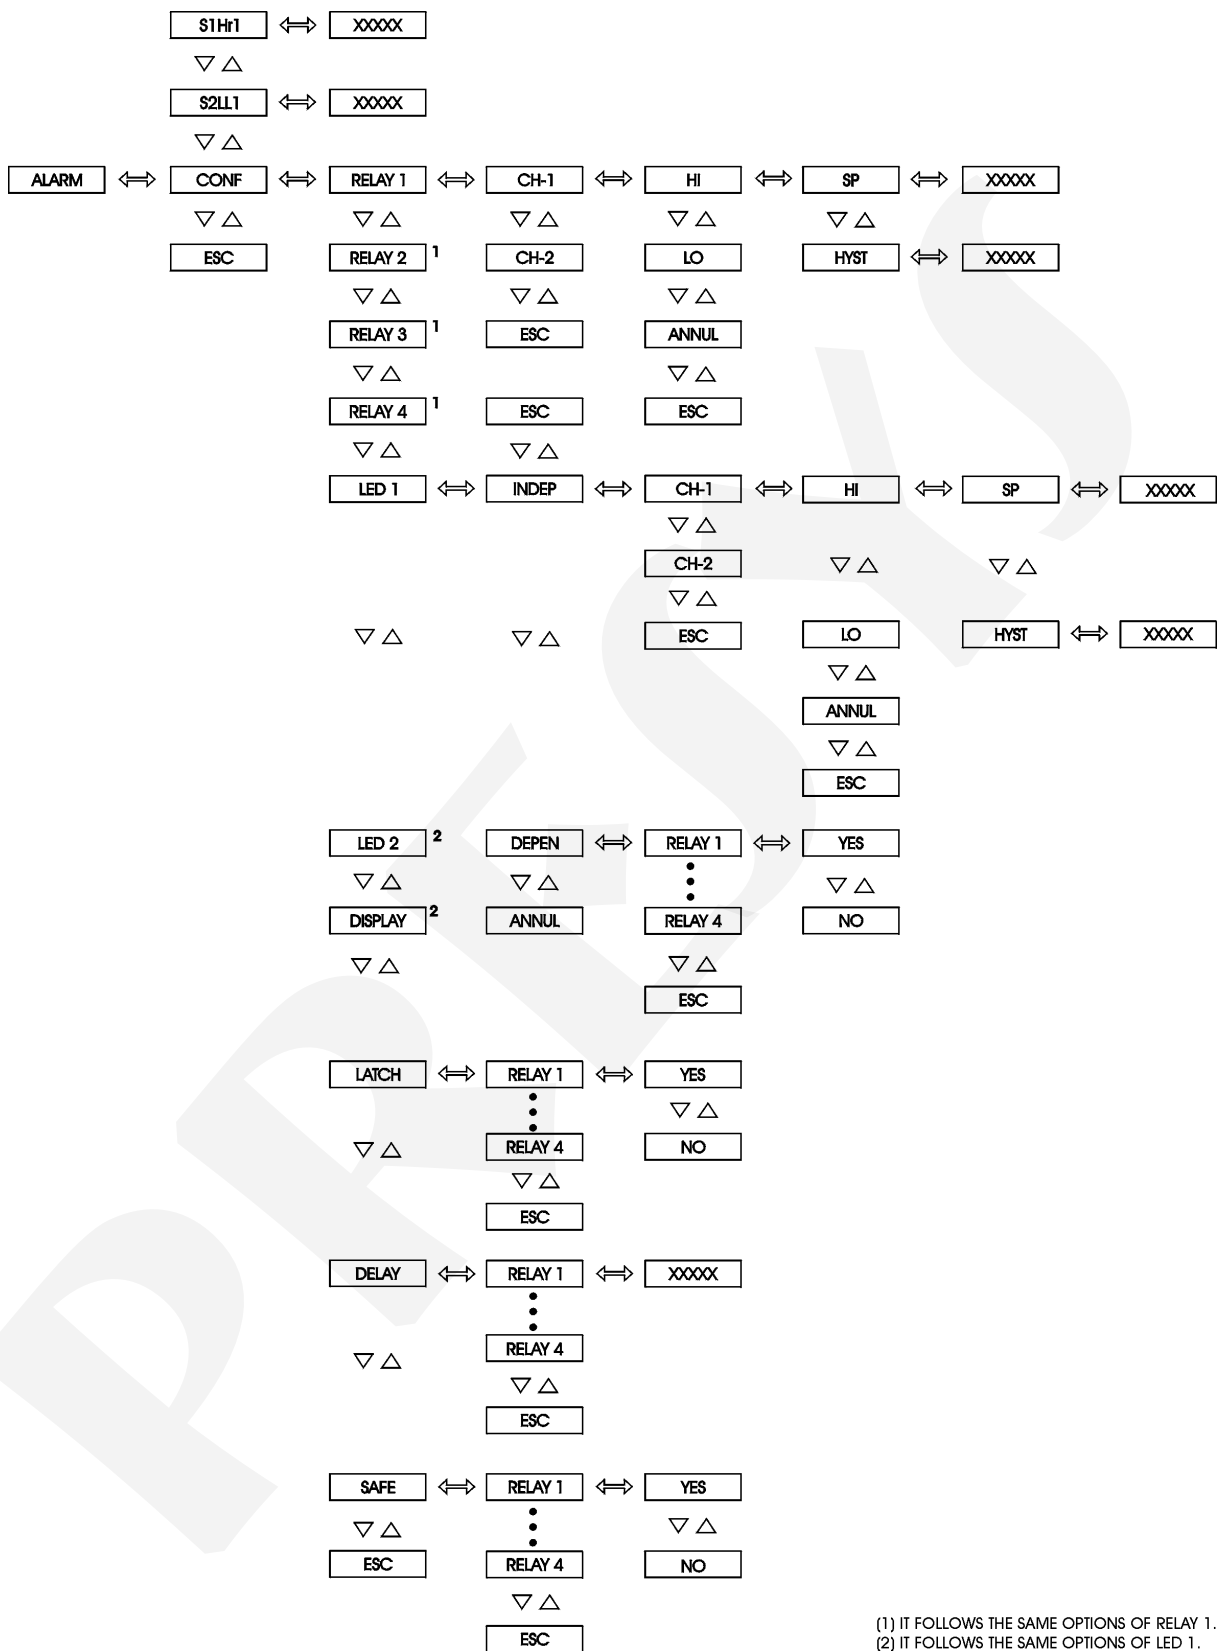 S1Hr1 XXXXX
S2LL1 XXXXX
ALARM CONF RELAY 1 CH-1 HI SP XXXXX
ESC RELAY 2 1 CH-2 LO HYST XXXXX
RELAY 3 1 ESC ANNUL
RELAY 4 1 ESC ESC
LED 1 INDEP CH-1 HI SP XXXXX
CH-2
ESC LO HYST XXXXX
ANNUL
ESC
LED 2 2 DEPEN RELAY 1 YES
DISPLAY 2 ANNUL RELAY 4 NO
ESC
LATCH RELAY 1 YES
RELAY 4 NO
ESC
DELAY RELAY 1 XXXXX
RELAY 4
ESC
SAFE RELAY 1 YES
ESC RELAY 4 NO
ESC
(1) IT FOLLOWS THE SAME OPTIONS OF RELAY 1.
(2) IT FOLLOWS THE SAME OPTIONS OF LED 1.
PRESYS